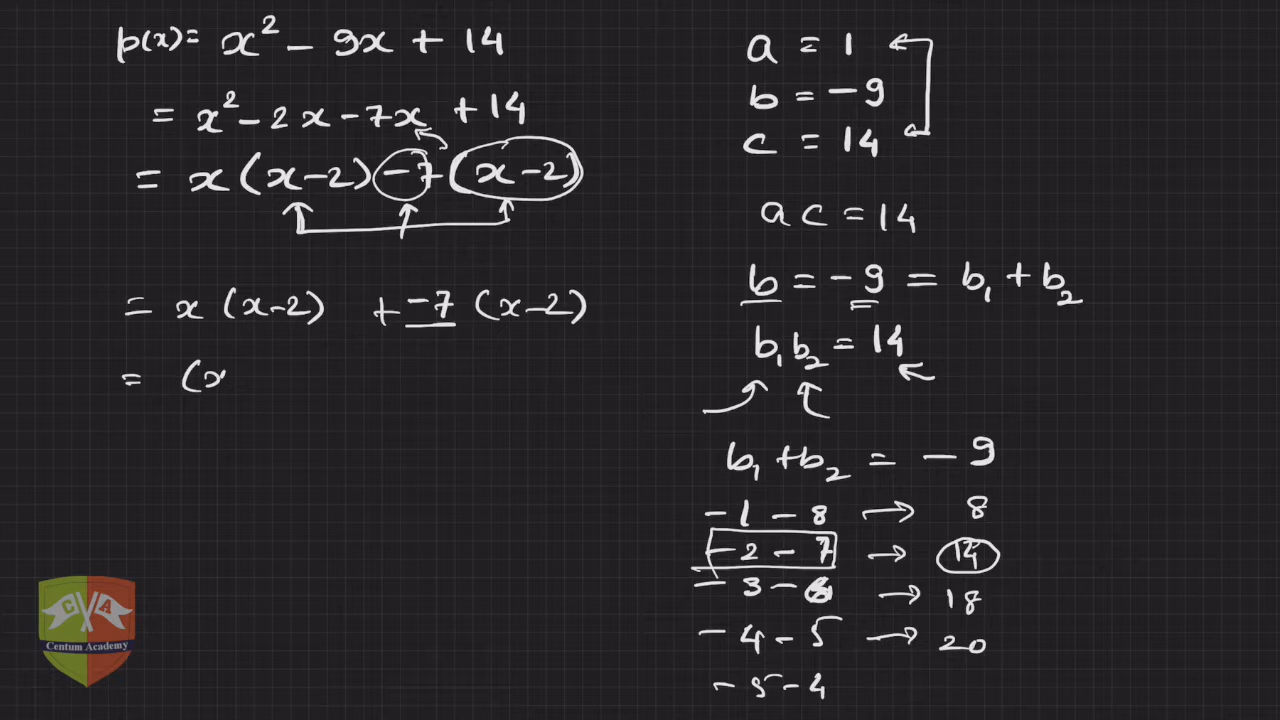 p(x)= x² - 9x + 14
= x² - 2x - 7x + 14
= x (x-2) -7 (x-2)
= x (x-2) + -7 (x-2)
= (x
a = 1
b = -9
c = 14
ac = 14
b = -9 = b₁ + b₂
b₁b₂ = 14
b₁ + b₂ = -9
-1 -8 → 8
-2 -7 → 14
-3 -6 → 18
-4 -5 → 20
-5 -4
C A
Centum Academy